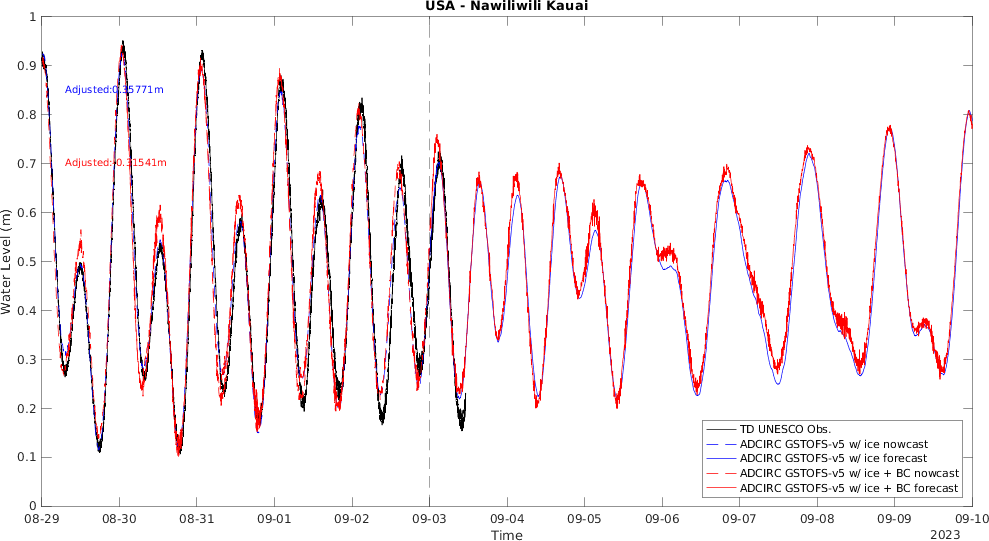 USA - Nawiliwili Kauai
1
0.9
0.8
0.7
0.6
0.5
0.4
0.3
0.2
0.1
0
Water Level (m)
Adjusted:0.35771m
Adjusted:-0.31541m
TD UNESCO Obs.
ADCIRC GSTOFS-v5 w/ ice nowcast
ADCIRC GSTOFS-v5 w/ ice forecast
ADCIRC GSTOFS-v5 w/ ice + BC nowcast
ADCIRC GSTOFS-v5 w/ ice + BC forecast
08-29 08-30 08-31 09-01 09-02 09-03 09-04 09-05 09-06 09-07 09-08 09-09 09-10
Time
2023